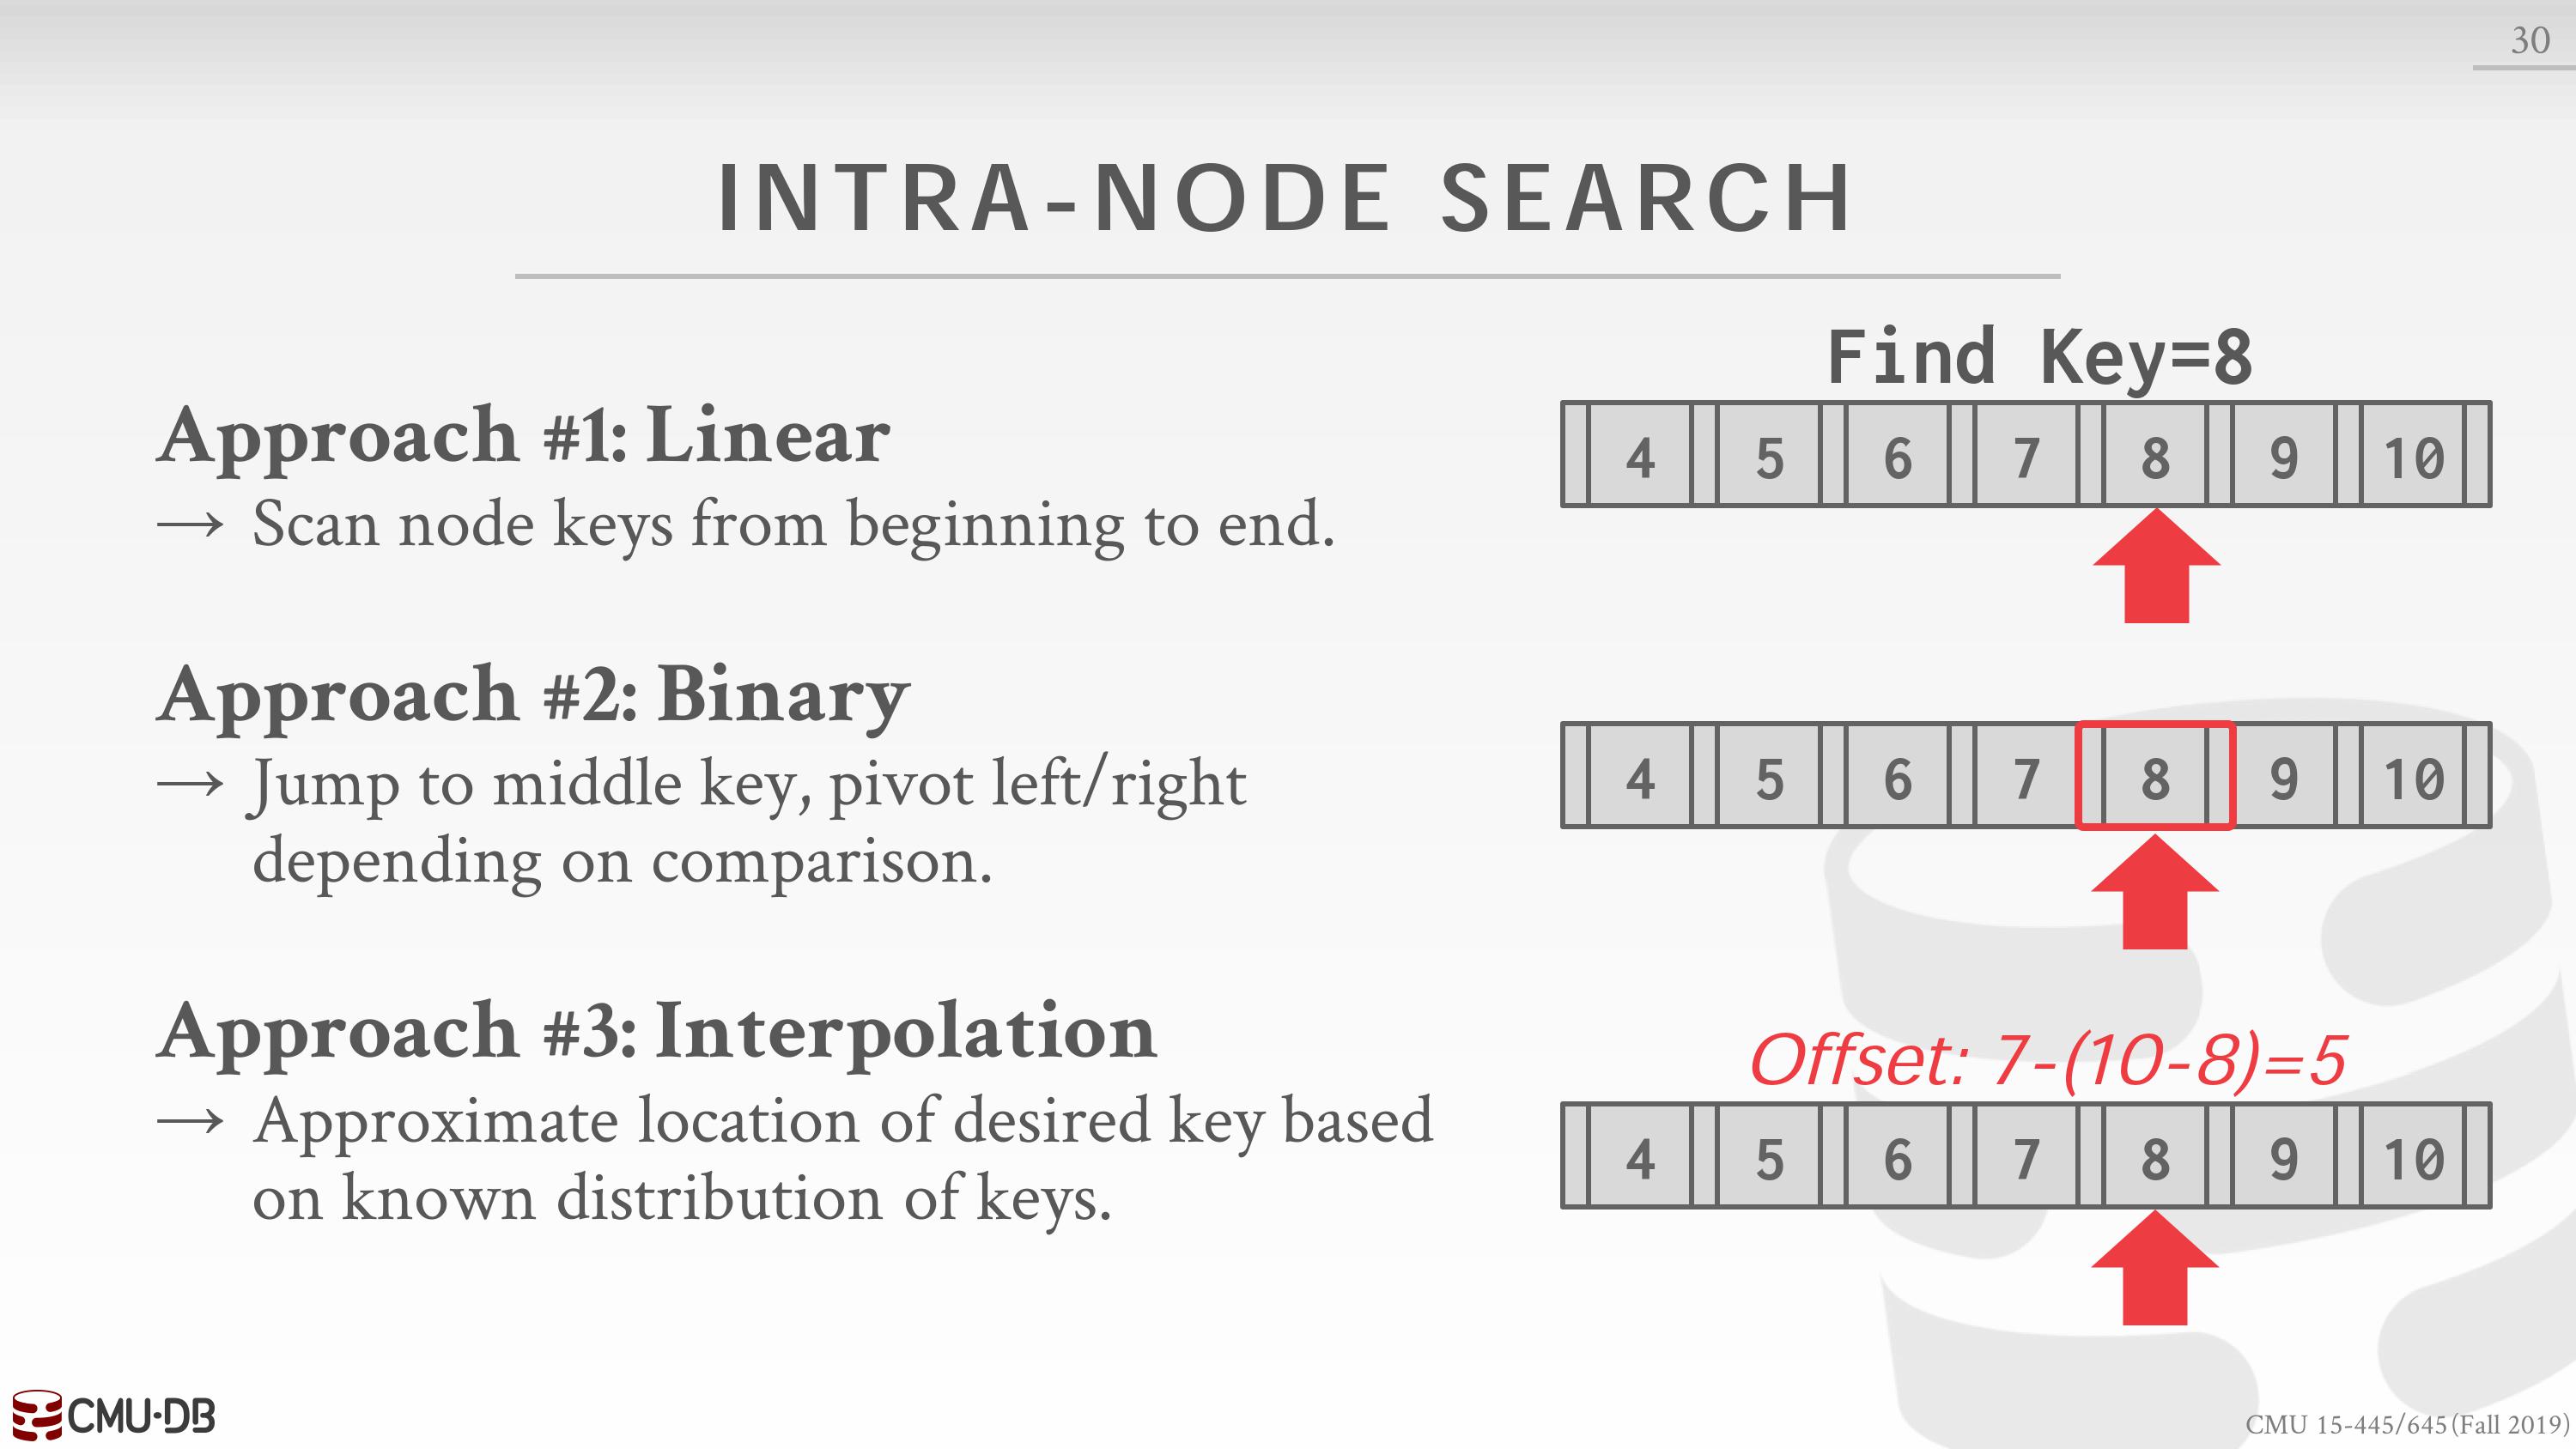 30
INTRA-NODE SEARCH
Approach #1: Linear
→ Scan node keys from beginning to end.
Approach #2: Binary
→ Jump to middle key, pivot left/right
depending on comparison.
Approach #3: Interpolation
→ Approximate location of desired key based
on known distribution of keys.
Find Key=8
4 5 6 7 8 9 10
4 5 6 7 8 9 10
Offset: 7-(10-8)=5
4 5 6 7 8 9 10
CMU·DB
CMU 15-445/645 (Fall 2019)